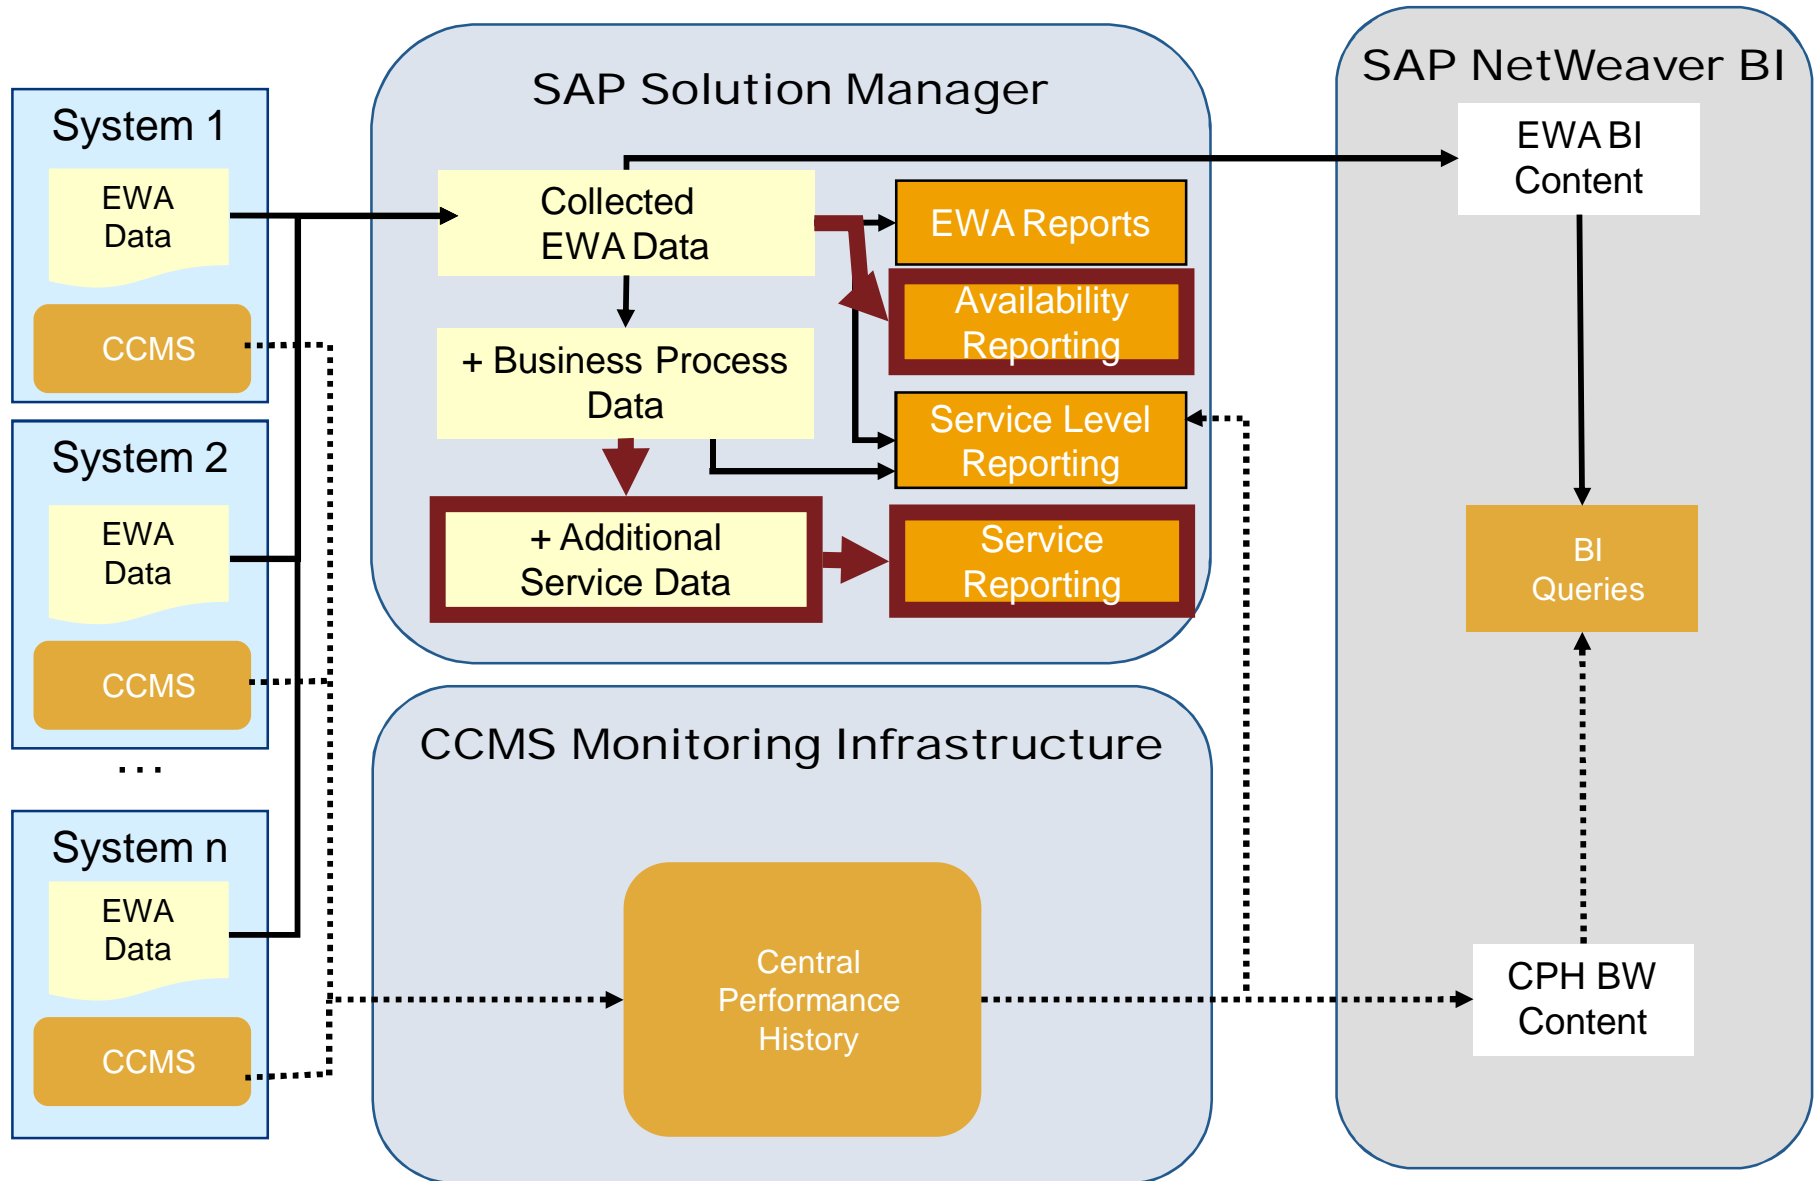 System 1
EWA
Data
CCMS
System 2
EWA
Data
CCMS
...
System n
EWA
Data
CCMS
SAP Solution Manager
Collected
EWA Data
+ Business Process
Data
+ Additional
Service Data
EWA Reports
Availability
Reporting
Service Level
Reporting
Service
Reporting
CCMS Monitoring Infrastructure
Central
Performance
History
SAP NetWeaver BI
EWA BI
Content
BI
Queries
CPH BW
Content